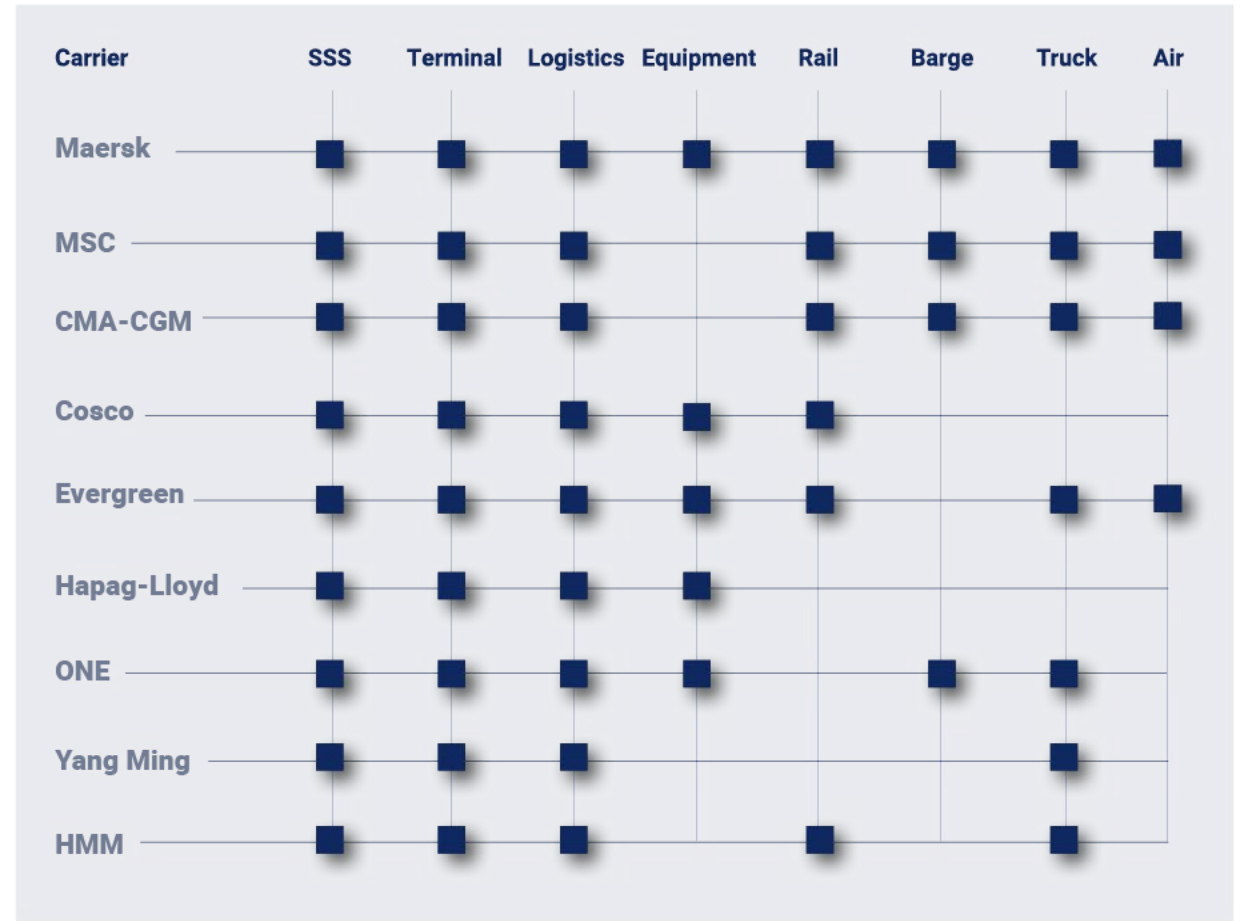 Carrier SSS Terminal Logistics Equipment Rail Barge Truck Air
Maersk
MSC
CMA-CGM
Cosco
Evergreen
Hapag-Lloyd
ONE
Yang Ming
HMM